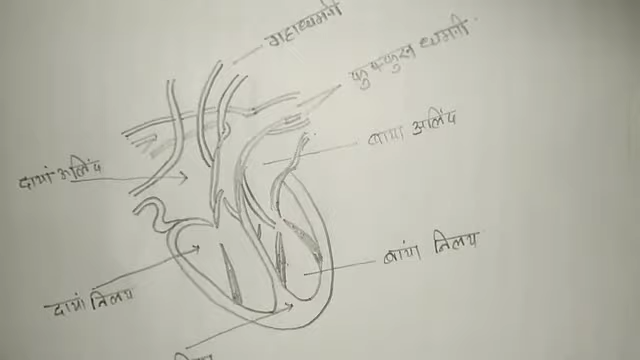 महाधमनी
फुफ्फुस धमनी
बायां अलिंद
दायां अलिंद
बायां निलय
दायां निलय